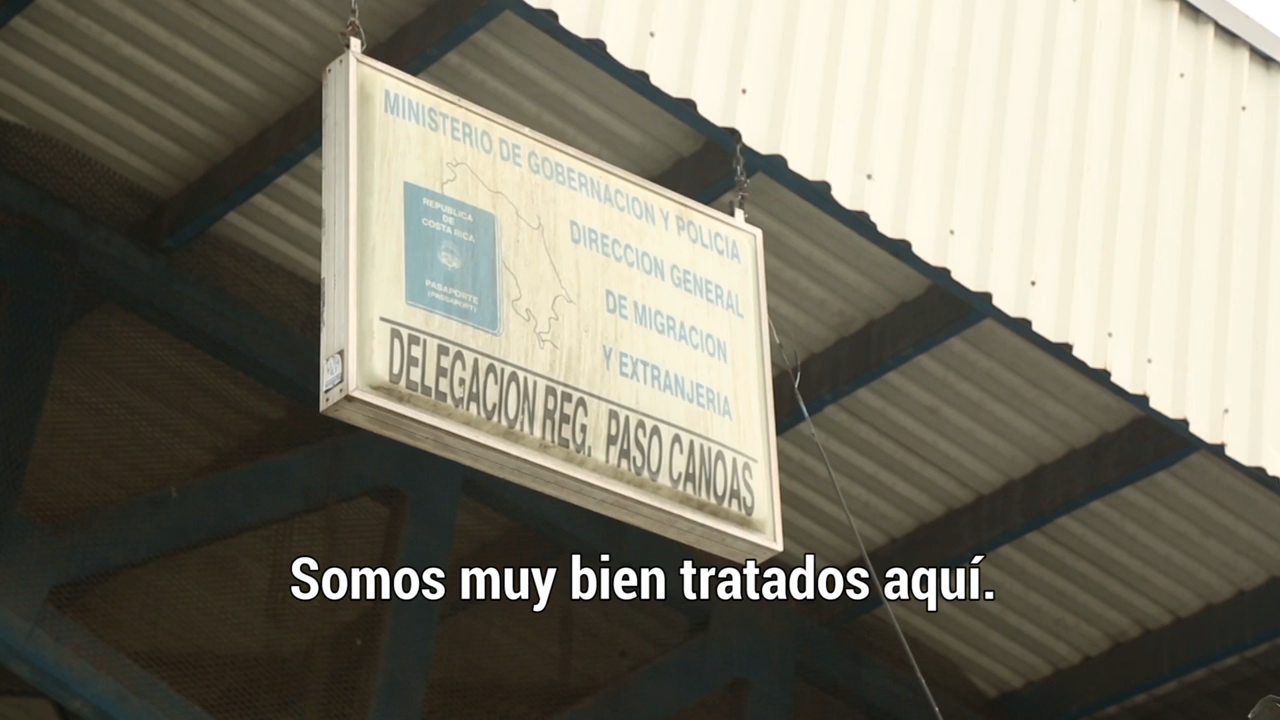 MINISTERIO DE GOBERNACION Y POLICIA
DIRECCION GENERAL
DE MIGRACION
Y EXTRANJERIA
REPUBLICA
DE
COSTA RICA
PASAPORTE
(PASSAPORT)
DELEGACION REG. PASO CANOAS
Somos muy bien tratados aquí.